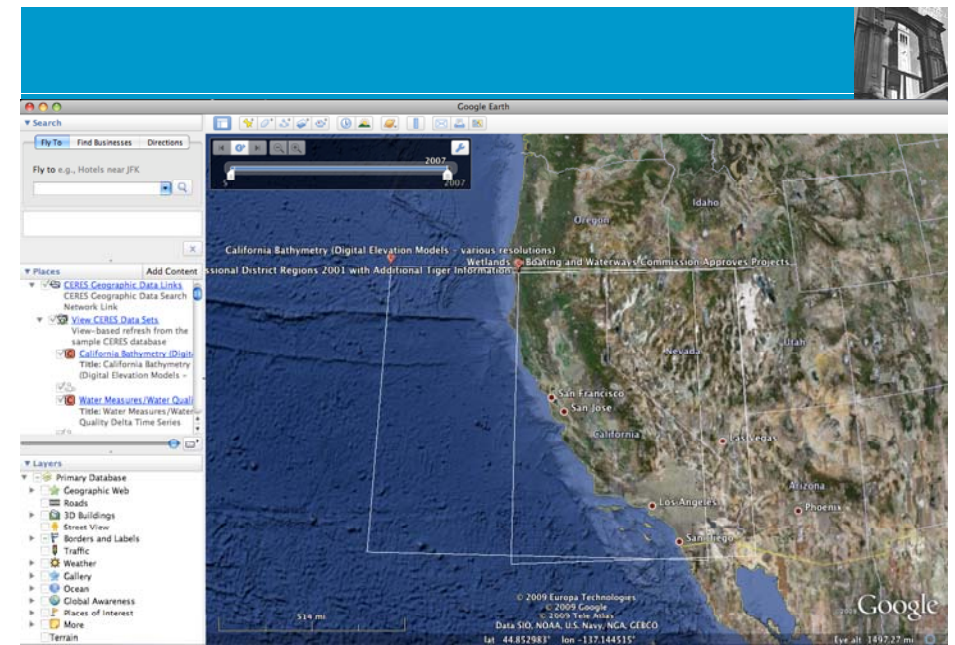 Google Earth
Search
Fly To
Find Businesses
Directions
Fly to e.g., Hotels near JFK
Places
Add Content
CERES Geographic Data Links
CERES Geographic Data Search
Network Link
View CERES Data Sets
View-based refresh from the
sample CERES database
California Bathymetry (Digit
Title: California Bathymetry
(Digital Elevation Models -
Water Measures/Water Quali
Title: Water Measures/Water
Quality Delta Time Series
Layers
Primary Database
Geographic Web
Roads
3D Buildings
Street View
Borders and Labels
Traffic
Weather
Gallery
Ocean
Global Awareness
Places of Interest
More
Terrain
2007
2007
Idaho
Oregon
California Bathymetry (Digital Elevation Models - various resolutions)
Wetlands
Boating and Waterways Commission Approves Projects...
ssional District Regions 2001 with Additional Tiger Information
Nevada
Utah
San Francisco
San Jose
California
Las Vegas
Arizona
Los Angeles
Phoenix
San Diego
514 mi
© 2009 Europa Technologies
© 2009 Google
© 2009 Tele Atlas
Data SIO, NOAA, U.S. Navy, NGA, GEBCO
Google
lat 44.852983° lon -137.144515°
Eye alt 1497.27 mi